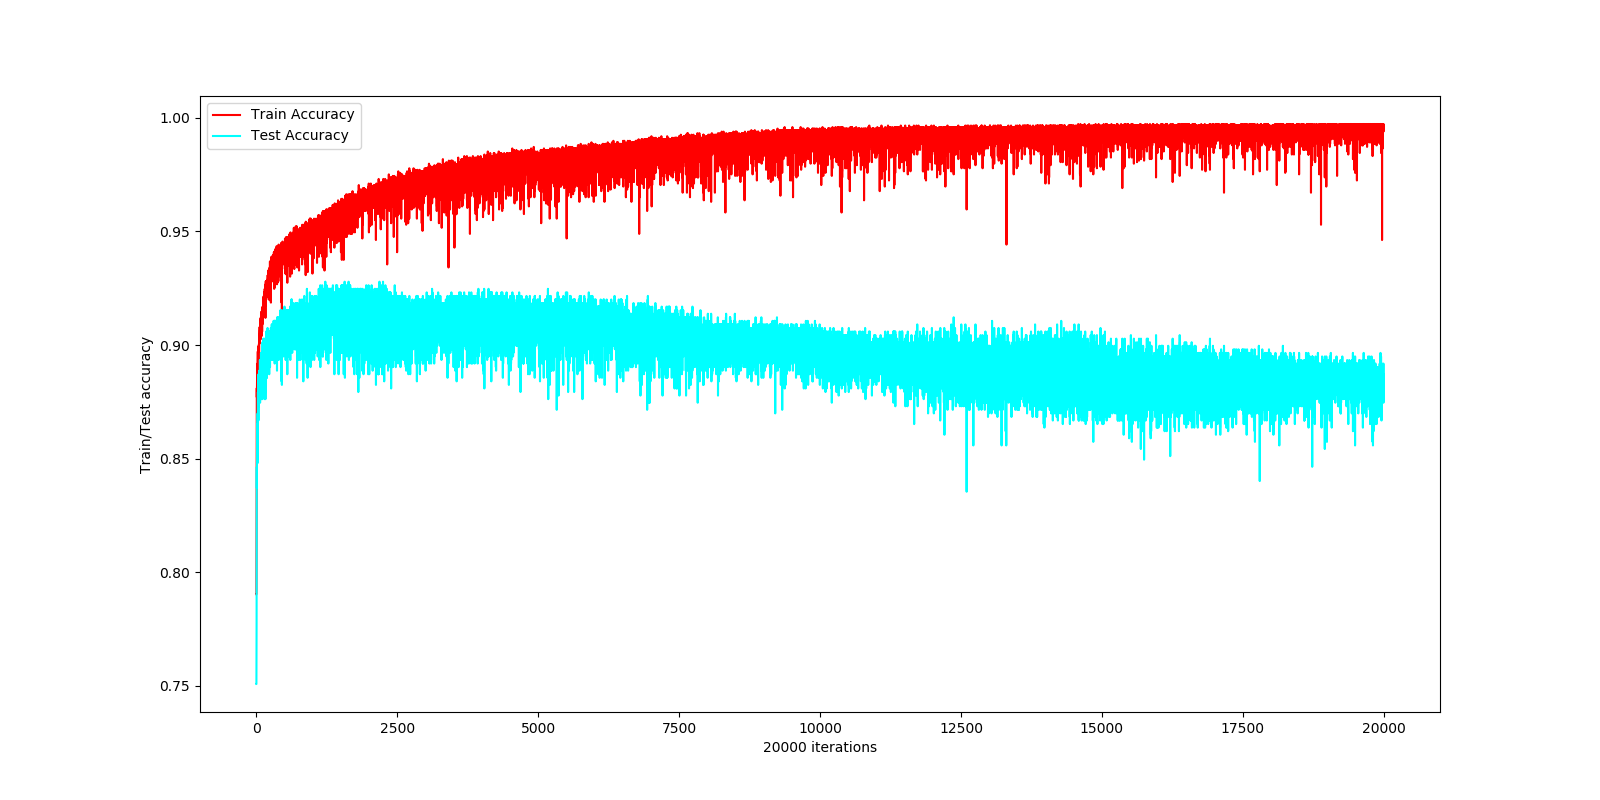 Train Accuracy
Test Accuracy
1.00
0.95
0.90
0.85
0.80
0.75
Train/Test accuracy
0 2500 5000 7500 10000 12500 15000 17500 20000
20000 iterations